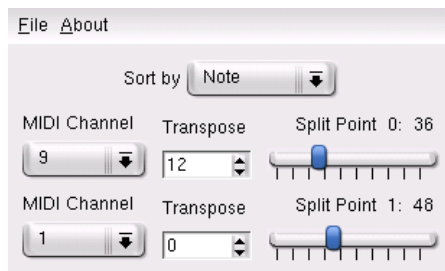 File About
Sort by Note
MIDI Channel Transpose Split Point 0: 36
9 12
MIDI Channel Transpose Split Point 1: 48
1 0